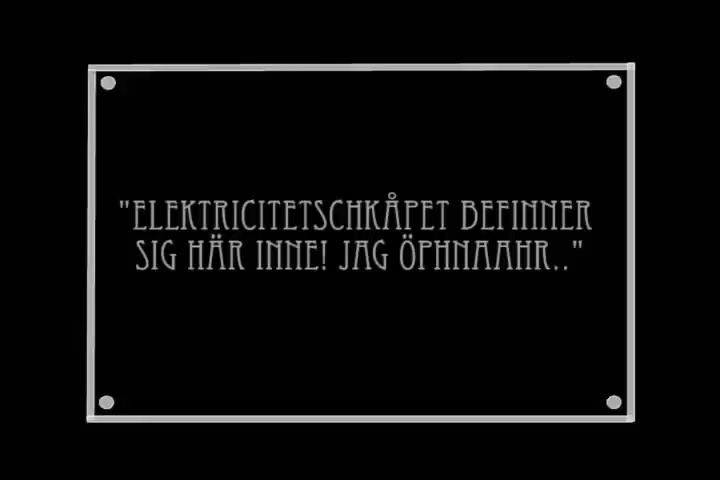 "ELEKTRICITETSCHKÅPET BEFINNER
SIG HÄR INNE! JAG ÖPHNAAHR.."